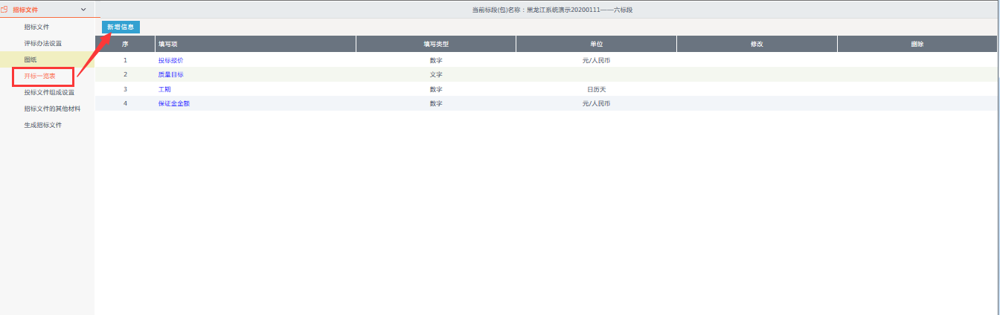 招标文件
当前标段(包)名称：黑龙江系统演示20200111——六标段
招标文件
评标办法设置
图纸
开标一览表
投标文件组成设置
招标文件的其他材料
生成招标文件
新增信息
序 填写项 填写类型 单位 修改 删除
1 投标报价 数字 元/人民币
2 质量目标 文字
3 工期 数字 日历天
4 保证金金额 数字 元/人民币